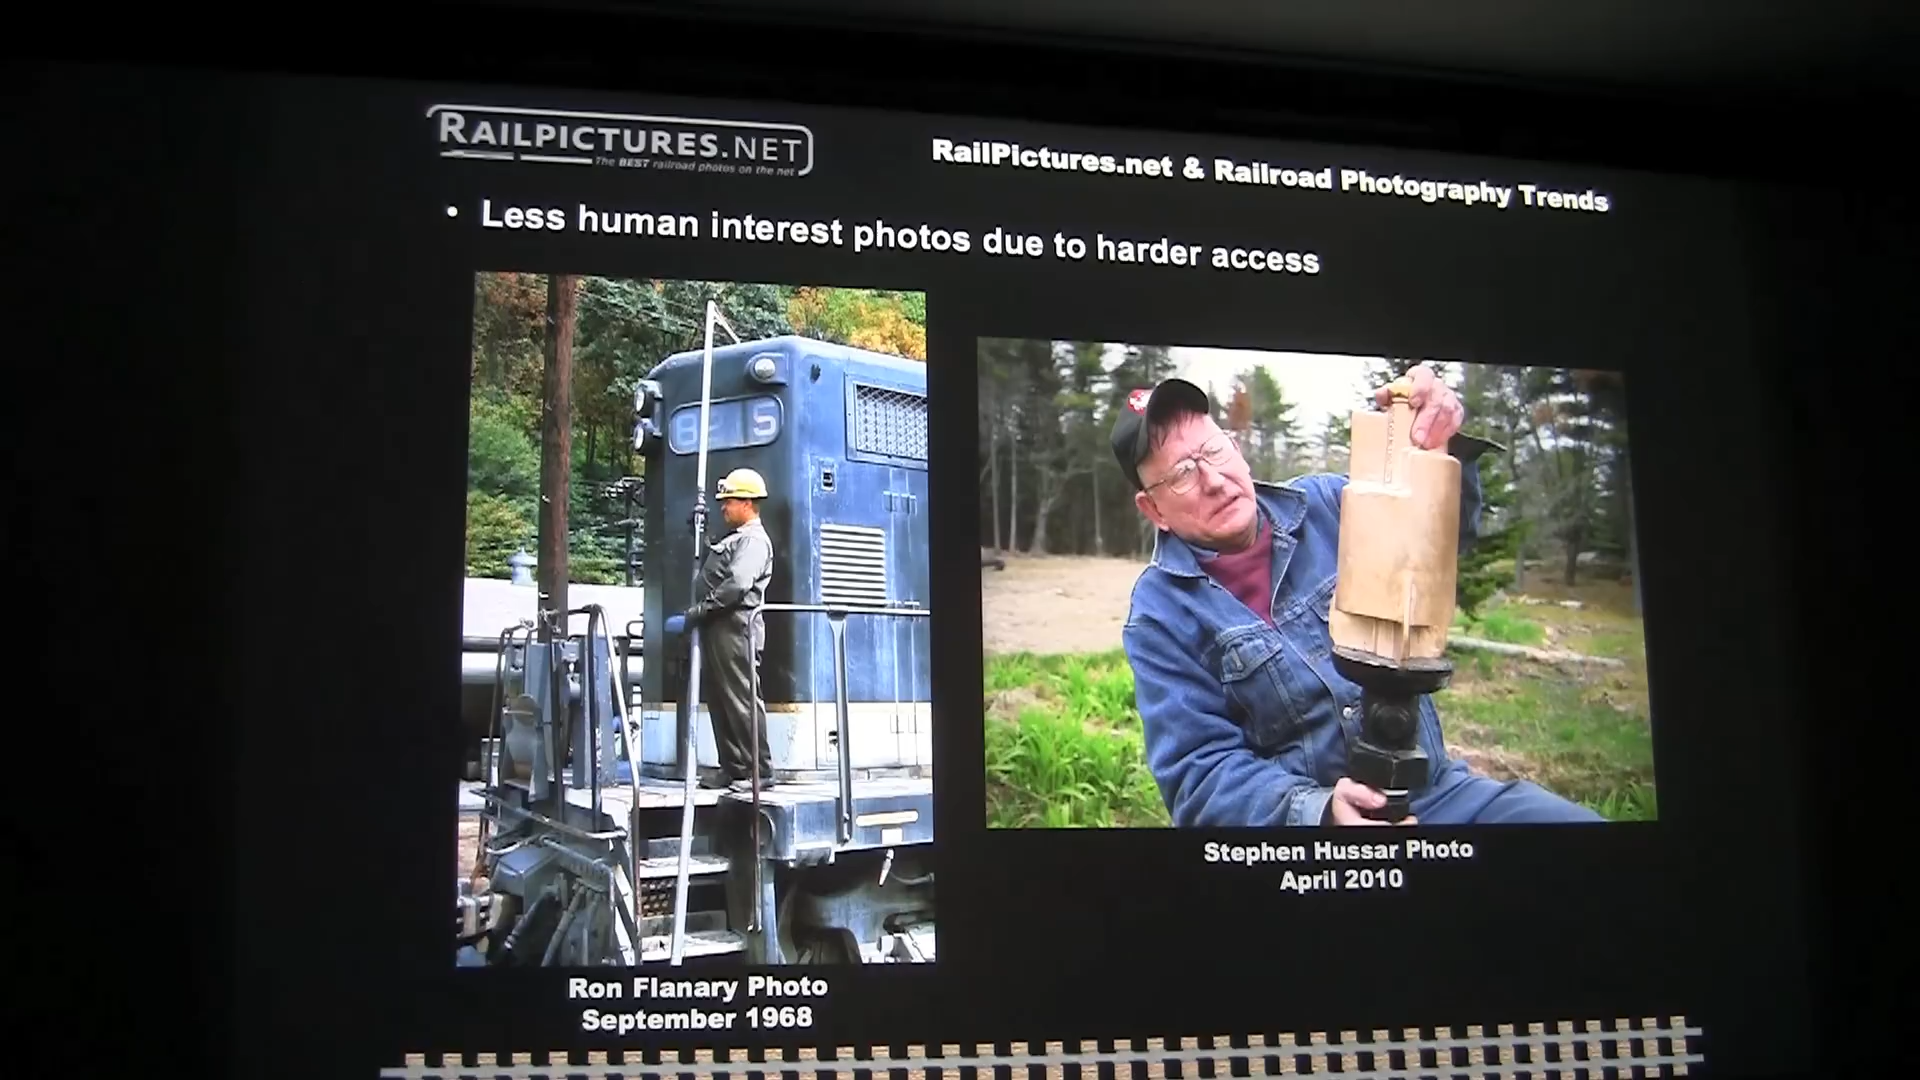 RAILPICTURES.NET
The BEST railroad photos on the net
RailPictures.net & Railroad Photography Trends
• Less human interest photos due to harder access
Stephen Hussar Photo
April 2010
Ron Flanary Photo
September 1968